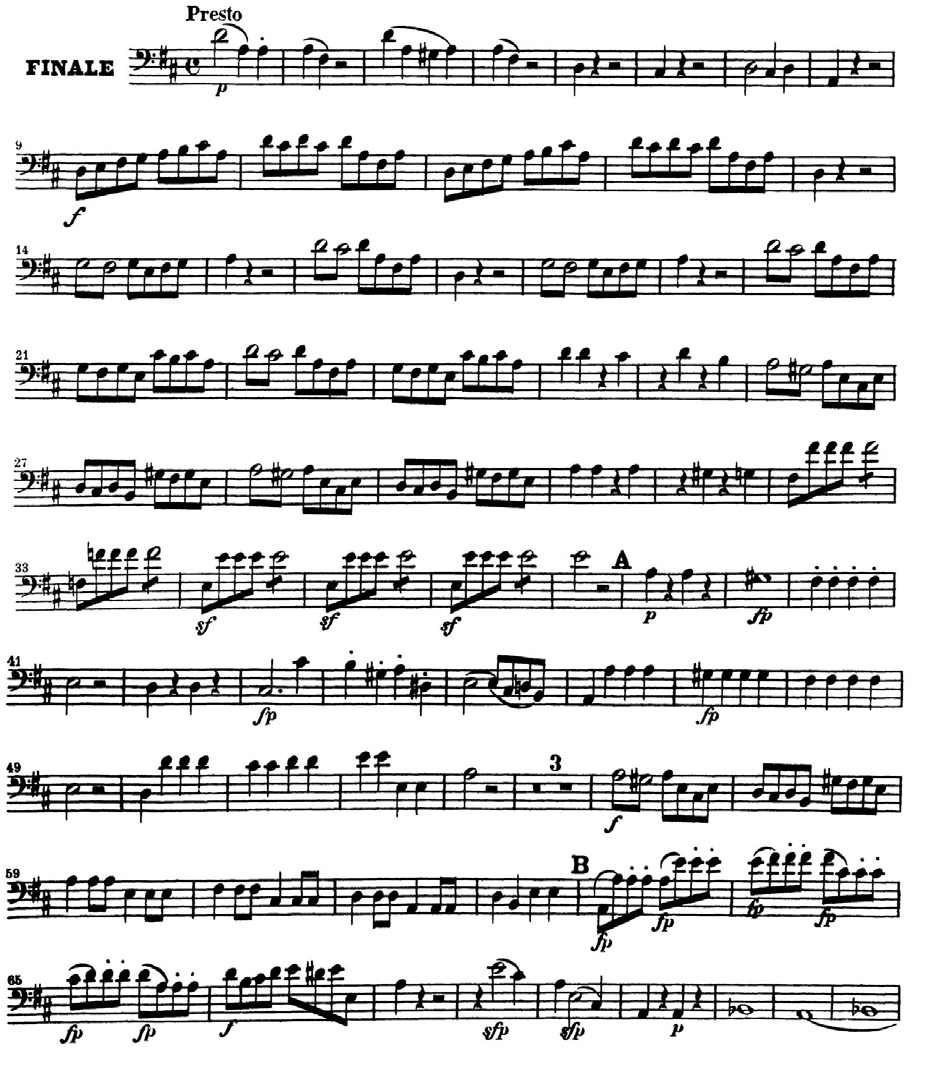 Presto
FINALE
p
9
f
14
21
27
33
A
sf sf sf p fp
41
fp fp
49
3
f
59
B
fp fp fp fp
65
fp fp f sfp sfp p